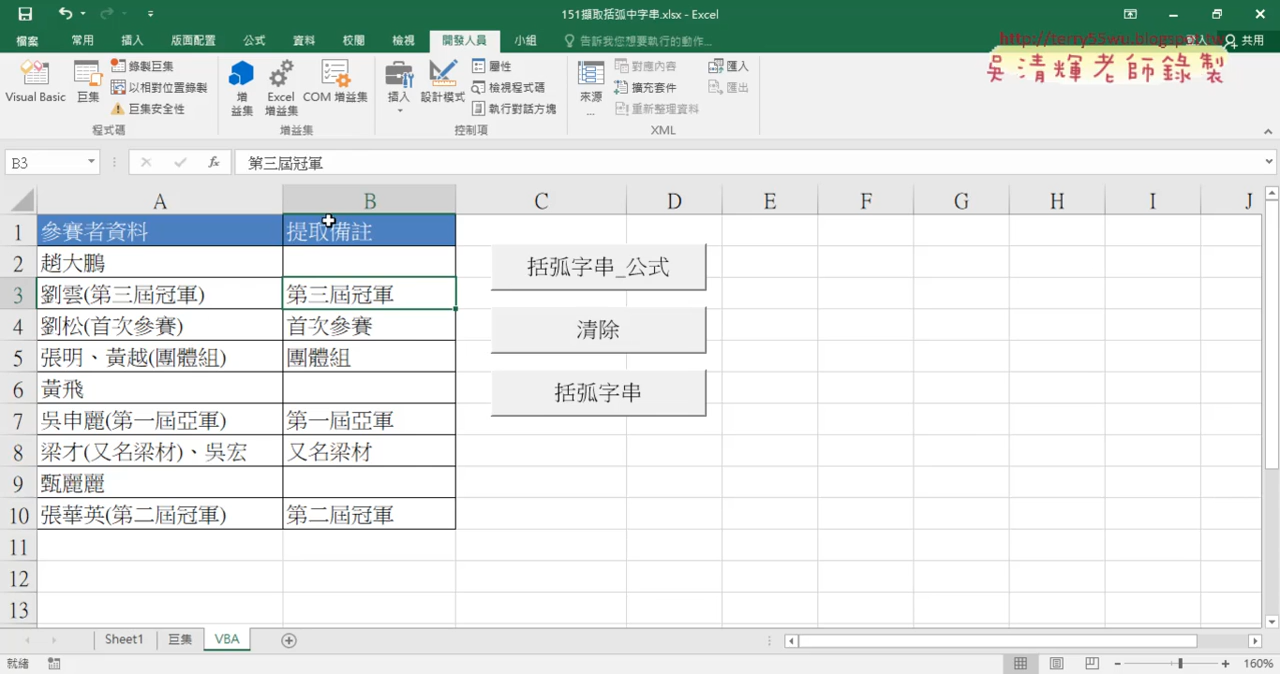 151擷取括弧中字串.xlsx - Excel
檔案 常用 插入 版面配置 公式 資料 校閱 檢視 開發人員 小組 告訴我您想要執行的動作... 共用
http://terry55wu.blogspot.tw
吳清輝老師錄製
Visual Basic 巨集 錄製巨集 以相對位置錄製 巨集安全性
增益集 Excel 增益集 COM 增益集
插入 設計模式 屬性 檢視程式碼 執行對話方塊
來源... 對應內容 擴充套件 重新整理資料 匯入 匯出
程式碼 增益集 控制項 XML
B3 fx 第三屆冠軍
A B C D E F G H I J
1 參賽者資料 提取備註
2 趙大鵬
3 劉雲(第三屆冠軍) 第三屆冠軍
4 劉松(首次參賽) 首次參賽
5 張明、黃越(團體組) 團體組
6 黃飛
7 吳申麗(第一屆亞軍) 第一屆亞軍
8 梁才(又名梁材)、吳宏 又名梁材
9 甄麗麗
10 張華英(第二屆冠軍) 第二屆冠軍
11
12
13
括弧字串_公式
清除
括弧字串
Sheet1 巨集 VBA
就緒 160%